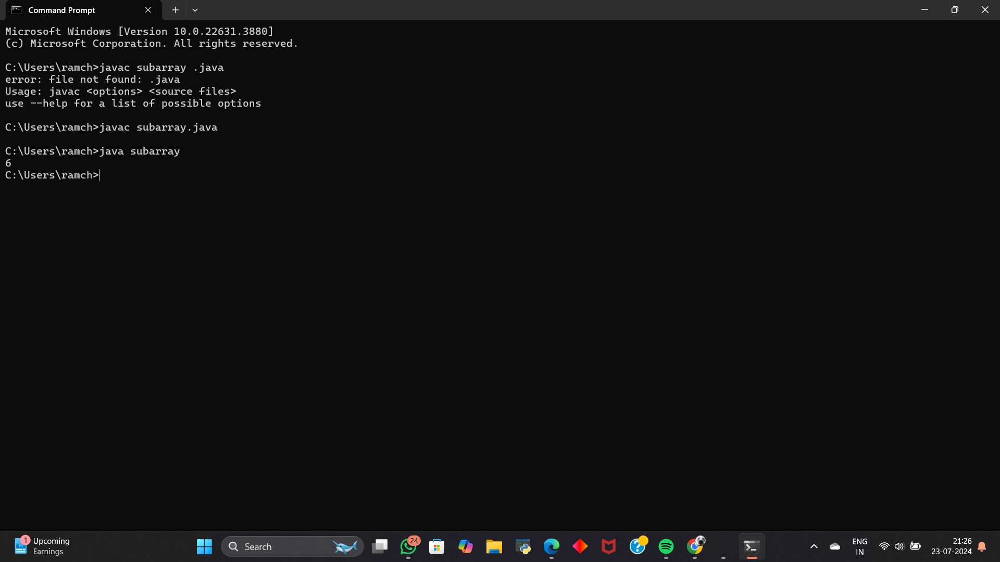 Command Prompt
Microsoft Windows [Version 10.0.22631.3880]
(c) Microsoft Corporation. All rights reserved.
C:\Users\ramch>javac subarray .java
error: file not found: .java
Usage: javac <options> <source files>
use --help for a list of possible options
C:\Users\ramch>javac subarray.java
C:\Users\ramch>java subarray
6
C:\Users\ramch>
1
Upcoming
Earnings
Search
24
ENG
IN
21:26
23-07-2024